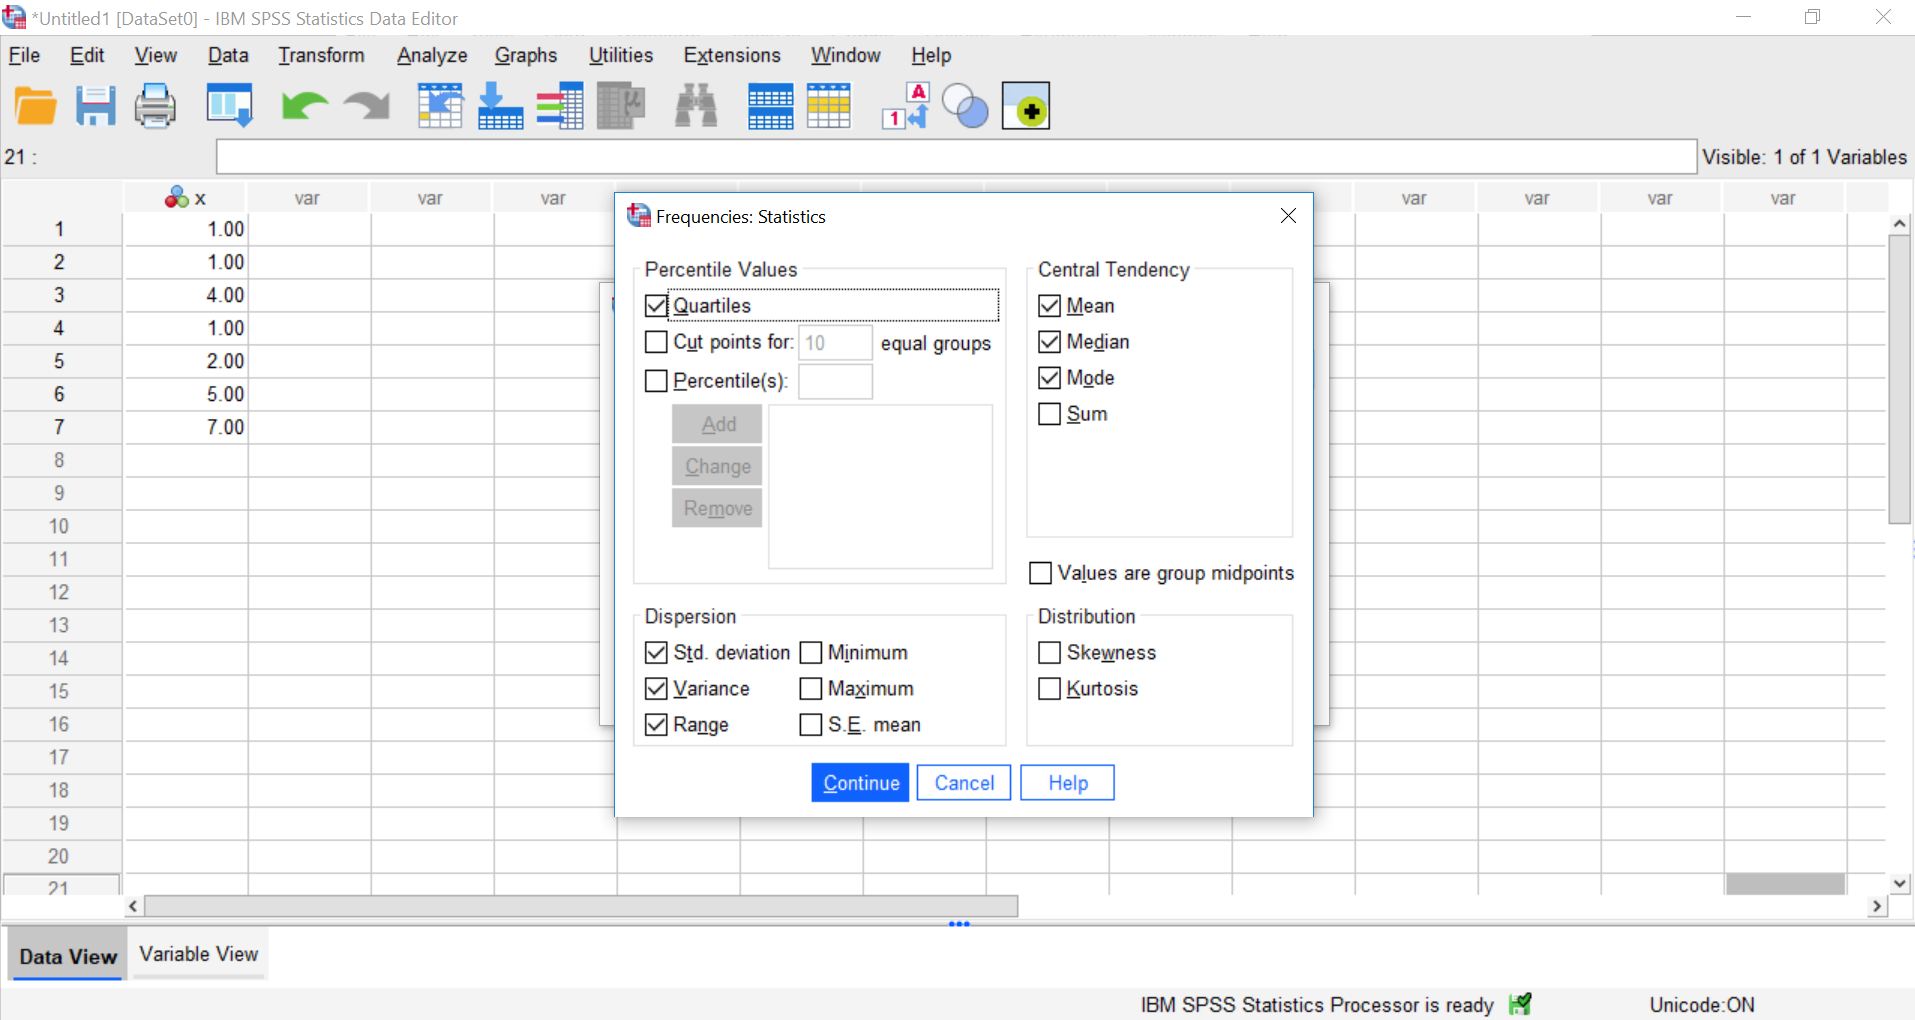 *Untitled1 [DataSet0] - IBM SPSS Statistics Data Editor
File Edit View Data Transform Analyze Graphs Utilities Extensions Window Help
21 :
Visible: 1 of 1 Variables
x var var var var var var var
1 1.00
2 1.00
3 4.00
4 1.00
5 2.00
6 5.00
7 7.00
8
9
10
11
12
13
14
15
16
17
18
19
20
21
Frequencies: Statistics
Percentile Values
Quartiles
Cut points for: 10 equal groups
Percentile(s):
Add
Change
Remove
Central Tendency
Mean
Median
Mode
Sum
Values are group midpoints
Dispersion
Std. deviation Minimum
Variance Maximum
Range S.E. mean
Distribution
Skewness
Kurtosis
Continue Cancel Help
Data View Variable View
IBM SPSS Statistics Processor is ready Unicode:ON